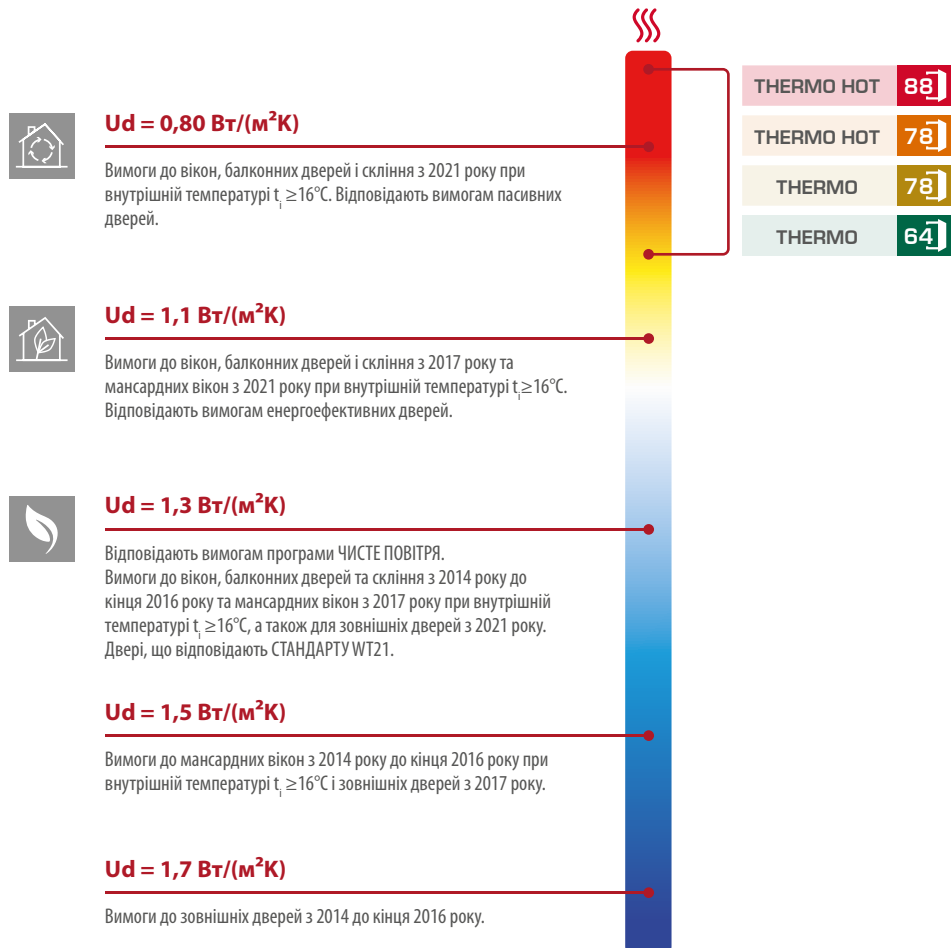 THERMO HOT 88
THERMO HOT 78
THERMO 78
THERMO 64
Ud = 0,80 Вт/(м²K)
Вимоги до вікон, балконних дверей і скління з 2021 року при
внутрішній температурі tᵢ ≥16°C. Відповідають вимогам пасивних
дверей.
Ud = 1,1 Вт/(м²K)
Вимоги до вікон, балконних дверей і скління з 2017 року та
мансардних вікон з 2021 року при внутрішній температурі tᵢ≥16°C.
Відповідають вимогам енергоефективних дверей.
Ud = 1,3 Вт/(м²K)
Відповідають вимогам програми ЧИСТЕ ПОВІТРЯ.
Вимоги до вікон, балконних дверей та скління з 2014 року до
кінця 2016 року та мансардних вікон з 2017 року при внутрішній
температурі tᵢ ≥16°C, а також для зовнішніх дверей з 2021 року.
Двері, що відповідають СТАНДАРТУ WT21.
Ud = 1,5 Вт/(м²K)
Вимоги до мансардних вікон з 2014 року до кінця 2016 року при
внутрішній температурі tᵢ ≥16°C і зовнішніх дверей з 2017 року.
Ud = 1,7 Вт/(м²K)
Вимоги до зовнішніх дверей з 2014 до кінця 2016 року.